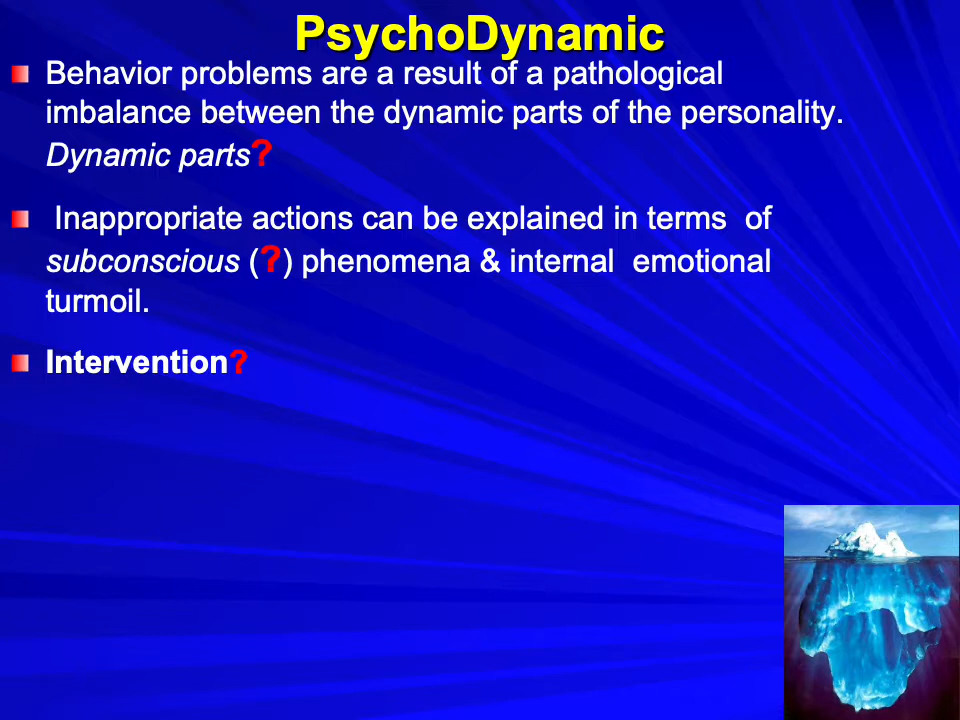 PsychoDynamic
Behavior problems are a result of a pathological
imbalance between the dynamic parts of the personality.
Dynamic parts?
Inappropriate actions can be explained in terms of
subconscious (?) phenomena & internal emotional
turmoil.
Intervention?